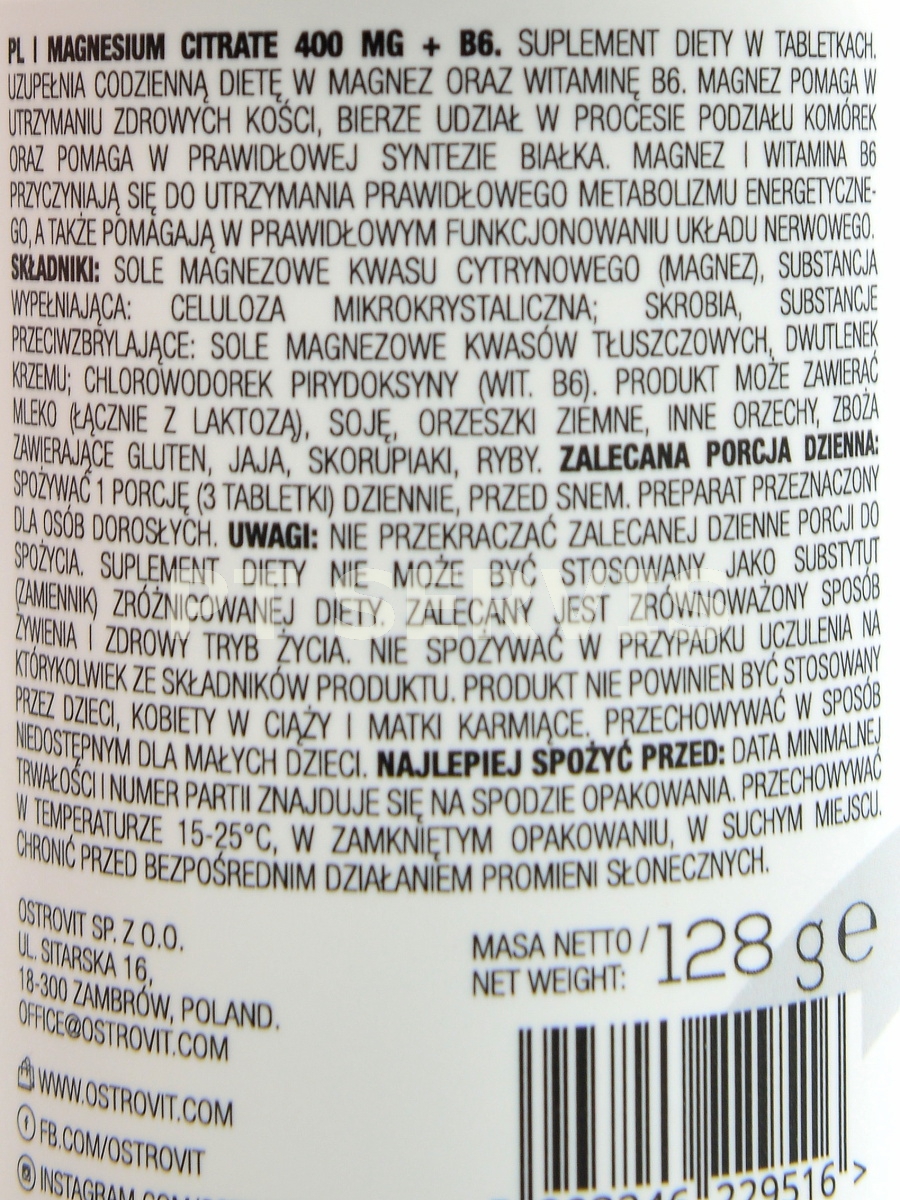 PL | MAGNESIUM CITRATE 400 MG + B6. SUPLEMENT DIETY W TABLETKACH.
UZUPEŁNIA CODZIENNĄ DIETĘ W MAGNEZ ORAZ WITAMINĘ B6. MAGNEZ POMAGA W
UTRZYMANIU ZDROWYCH KOŚCI, BIERZE UDZIAŁ W PROCESIE PODZIAŁU KOMÓREK
ORAZ POMAGA W PRAWIDŁOWEJ SYNTEZIE BIAŁKA. MAGNEZ I WITAMINA B6
PRZYCZYNIAJĄ SIĘ DO UTRZYMANIA PRAWIDŁOWEGO METABOLIZMU ENERGETYCZNE-
GO, A TAKŻE POMAGAJĄ W PRAWIDŁOWYM FUNKCJONOWANIU UKŁADU NERWOWEGO.
SKŁADNIKI: SOLE MAGNEZOWE KWASU CYTRYNOWEGO (MAGNEZ), SUBSTANCJA
WYPEŁNIAJĄCA: CELULOZA MIKROKRYSTALICZNA; SKROBIA, SUBSTANCJE
PRZECIWZBRYLAJĄCE: SOLE MAGNEZOWE KWASÓW TŁUSZCZOWYCH, DWUTLENEK
KRZEMU; CHLOROWODOREK PIRYDOKSYNY (WIT. B6). PRODUKT MOŻE ZAWIERAĆ
MLEKO (ŁĄCZNIE Z LAKTOZĄ), SOJĘ, ORZESZKI ZIEMNE, INNE ORZECHY, ZBOŻA
ZAWIERAJĄCE GLUTEN, JAJA, SKORUPIAKI, RYBY. ZALECANA PORCJA DZIENNA:
SPOŻYWAĆ 1 PORCJĘ (3 TABLETKI) DZIENNIE, PRZED SNEM. PREPARAT PRZEZNACZONY
DLA OSÓB DOROSŁYCH. UWAGI: NIE PRZEKRACZAĆ ZALECANEJ DZIENNE PORCJI DO
SPOŻYCIA. SUPLEMENT DIETY NIE MOŻE BYĆ STOSOWANY JAKO SUBSTYTUT
(ZAMIENNIK) ZRÓŻNICOWANEJ DIETY. ZALECANY JEST ZRÓWNOWAŻONY SPOSÓB
ŻYWIENIA I ZDROWY TRYB ŻYCIA. NIE SPOŻYWAĆ W PRZYPADKU UCZULENIA NA
KTÓRYKOLWIEK ZE SKŁADNIKÓW PRODUKTU. PRODUKT NIE POWINIEN BYĆ STOSOWANY
PRZEZ DZIECI, KOBIETY W CIĄŻY I MATKI KARMIĄCE. PRZECHOWYWAĆ W SPOSÓB
NIEDOSTĘPNYM DLA MAŁYCH DZIECI. NAJLEPIEJ SPOŻYĆ PRZED: DATA MINIMALNEJ
TRWAŁOŚCI I NUMER PARTII ZNAJDUJE SIĘ NA SPODZIE OPAKOWANIA. PRZECHOWYWAĆ
W TEMPERATURZE 15-25°C, W ZAMKNIĘTYM OPAKOWANIU, W SUCHYM MIEJSCU.
CHRONIĆ PRZED BEZPOŚREDNIM DZIAŁANIEM PROMIENI SŁONECZNYCH.
OSTROVIT SP. Z O.O.
UL. SITARSKA 16,
18-300 ZAMBRÓW, POLAND.
OFFICE@OSTROVIT.COM
WWW.OSTROVIT.COM
FB.COM/OSTROVIT
MASA NETTO /
NET WEIGHT: 128 g e
229516 >